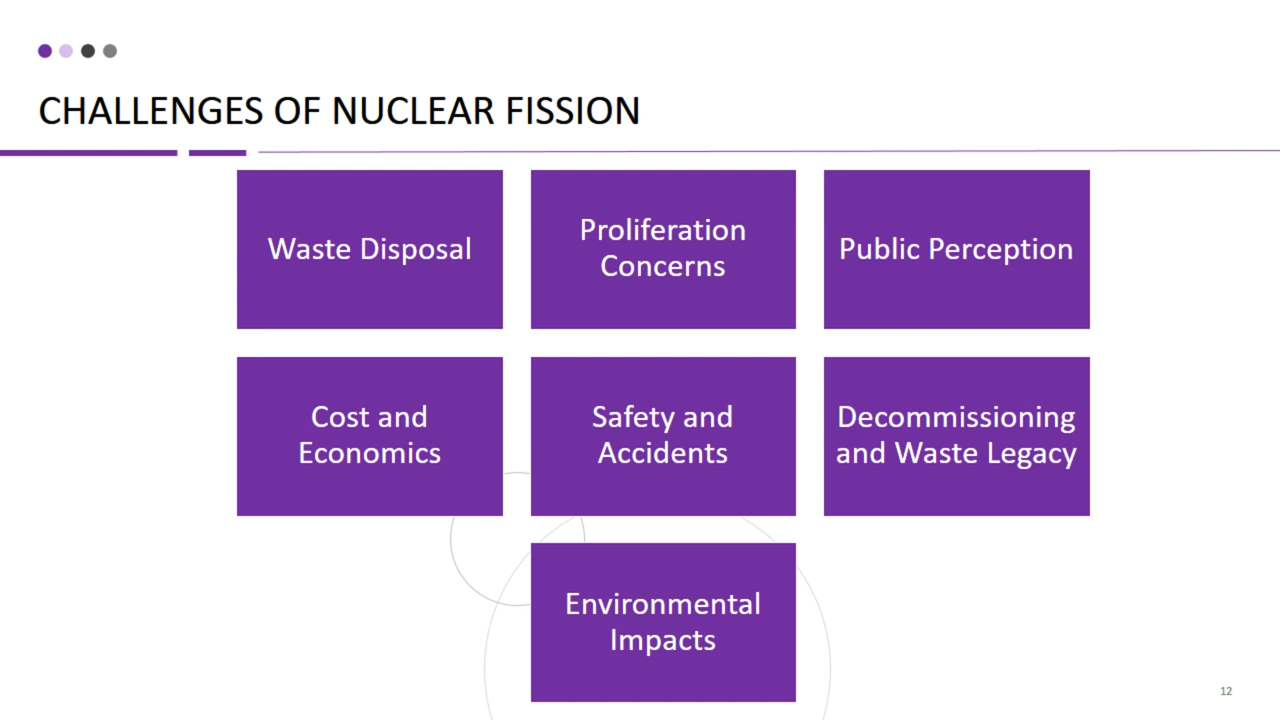 CHALLENGES OF NUCLEAR FISSION
Waste Disposal
Proliferation
Concerns
Public Perception
Cost and
Economics
Safety and
Accidents
Decommissioning
and Waste Legacy
Environmental
Impacts
12